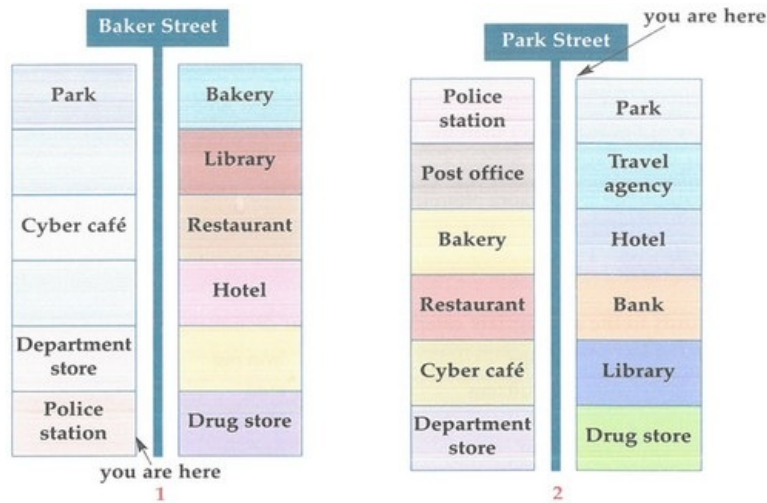 Baker Street
Park
Bakery
Library
Cyber café
Restaurant
Hotel
Department
store
Police
station
Drug store
you are here
1
you are here
Park Street
Police
station
Park
Post office
Travel
agency
Bakery
Hotel
Restaurant
Bank
Cyber café
Library
Department
store
Drug store
2